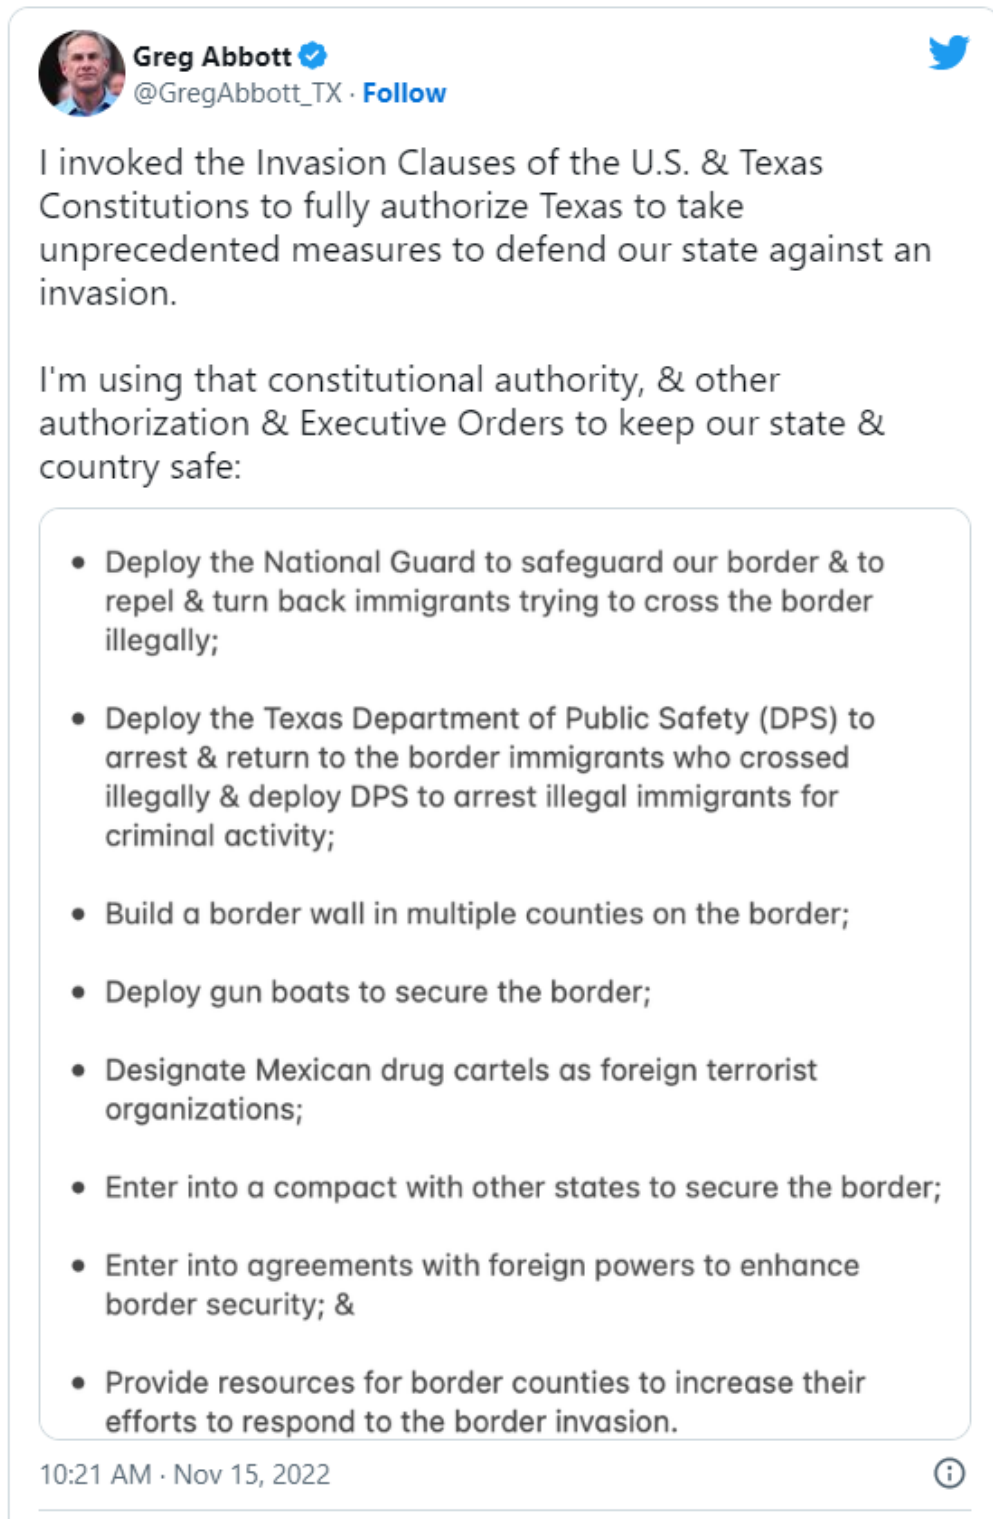 Greg Abbott
@GregAbbott_TX · Follow
I invoked the Invasion Clauses of the U.S. & Texas
Constitutions to fully authorize Texas to take
unprecedented measures to defend our state against an
invasion.
I'm using that constitutional authority, & other
authorization & Executive Orders to keep our state &
country safe:
• Deploy the National Guard to safeguard our border & to
repel & turn back immigrants trying to cross the border
illegally;
• Deploy the Texas Department of Public Safety (DPS) to
arrest & return to the border immigrants who crossed
illegally & deploy DPS to arrest illegal immigrants for
criminal activity;
• Build a border wall in multiple counties on the border;
• Deploy gun boats to secure the border;
• Designate Mexican drug cartels as foreign terrorist
organizations;
• Enter into a compact with other states to secure the border;
• Enter into agreements with foreign powers to enhance
border security; &
• Provide resources for border counties to increase their
efforts to respond to the border invasion.
10:21 AM · Nov 15, 2022